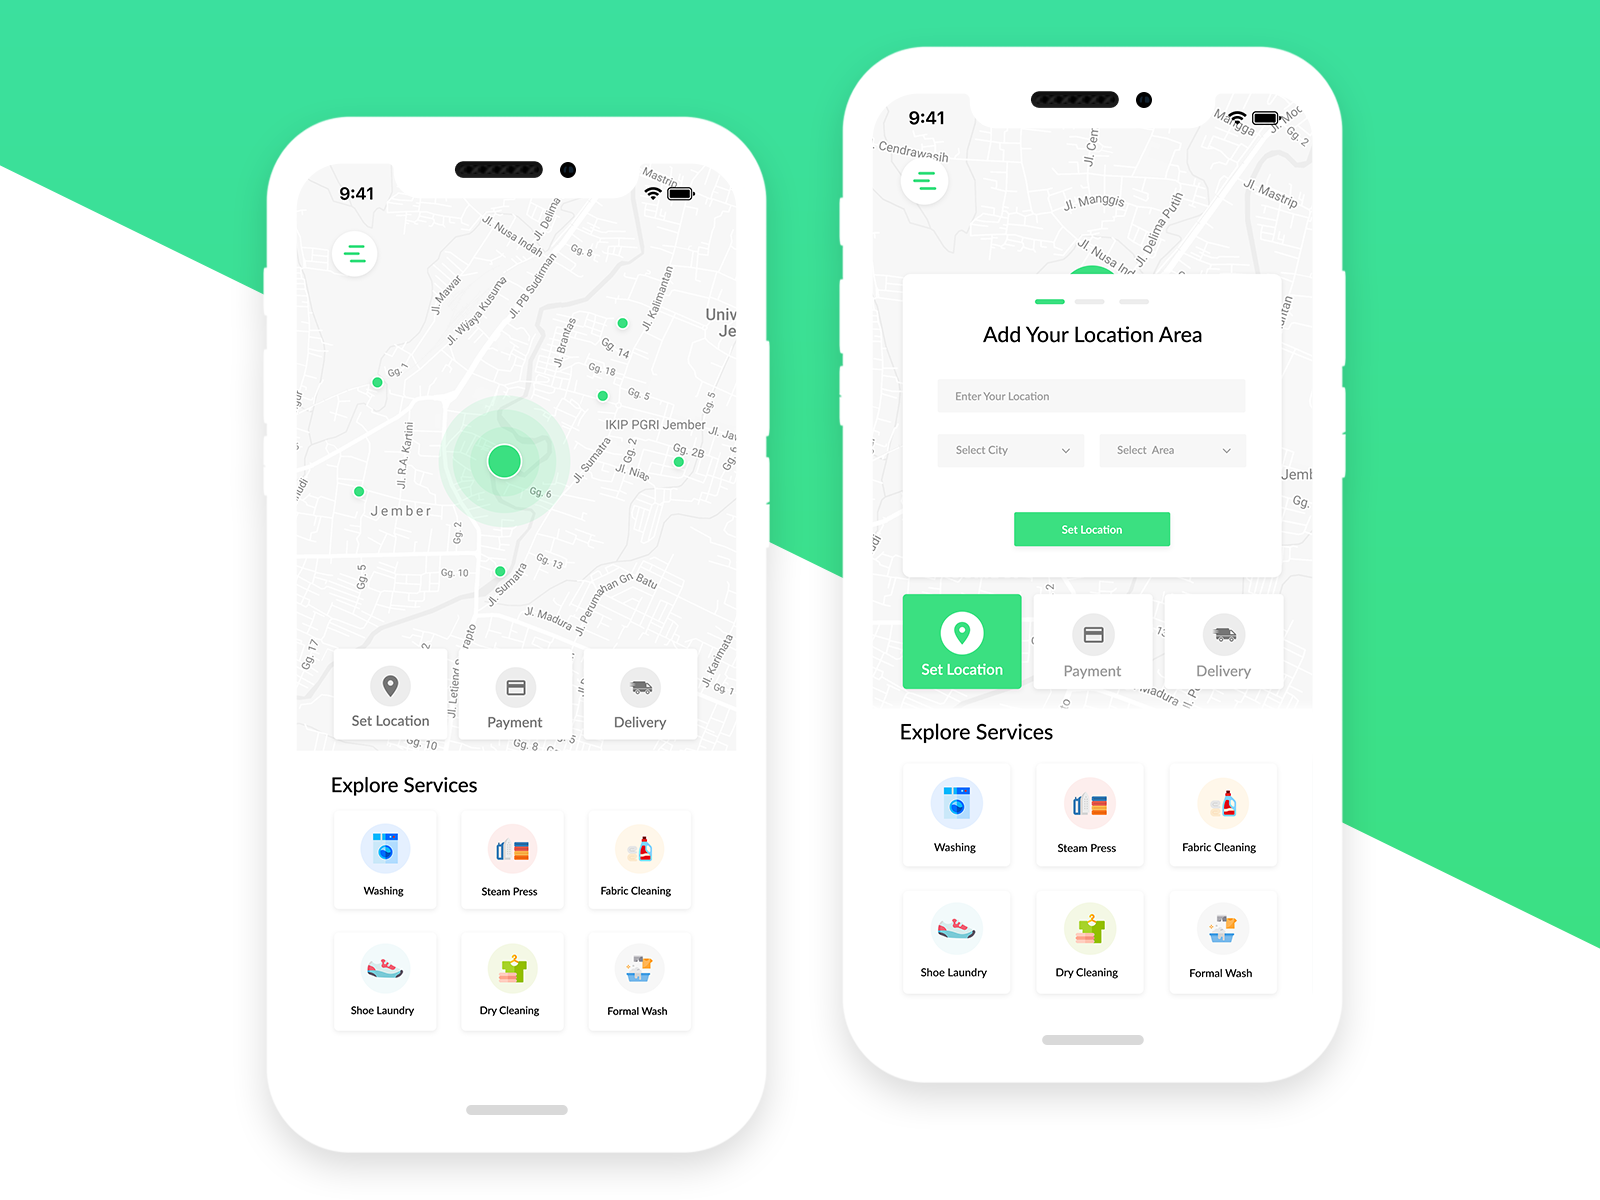 9:41
Mastrip
Jl. Delima
Jl. Nusa Indah
Gg. 8
Jl. Mawar
Jl. Wijaya Kusuma
Jl. PB Sudirman
Jl. Kalimantan
Univ
Je
Jl. Brantas
Gg. 14
Gg. 1
Gg. 18
Gg. 5
Gg. 5
IKIP PGRI Jember
Jl. Jav
Jl. R.A. Kartini
Jl. Sumatra
Gg. 2
Gg. 2B
Jl. Nias
Gg. 6
Jember
Gg. 2
Gg. 5
Gg. 10
Gg. 13
Jl. Sumatra
Jl. Perumahan Gn. Batu
Jl. Madura
Gg. 17
Jl. Karimata
Gg. 1
Set Location
Payment
Delivery
Gg. 10
Gg. 8
Explore Services
Washing
Steam Press
Fabric Cleaning
Shoe Laundry
Dry Cleaning
Formal Wash
9:41
Mangga
Gg. 2
. Cendrawasih
Jl. Cem
Jl. Mastrip
Jl. Manggis
Jl. Delima Putih
Jl. Nusa Ind
Add Your Location Area
Enter Your Location
Select City
Select Area
Jemb
Gg.
Set Location
Set Location
Payment
Delivery
Madura
Explore Services
Washing
Steam Press
Fabric Cleaning
Shoe Laundry
Dry Cleaning
Formal Wash